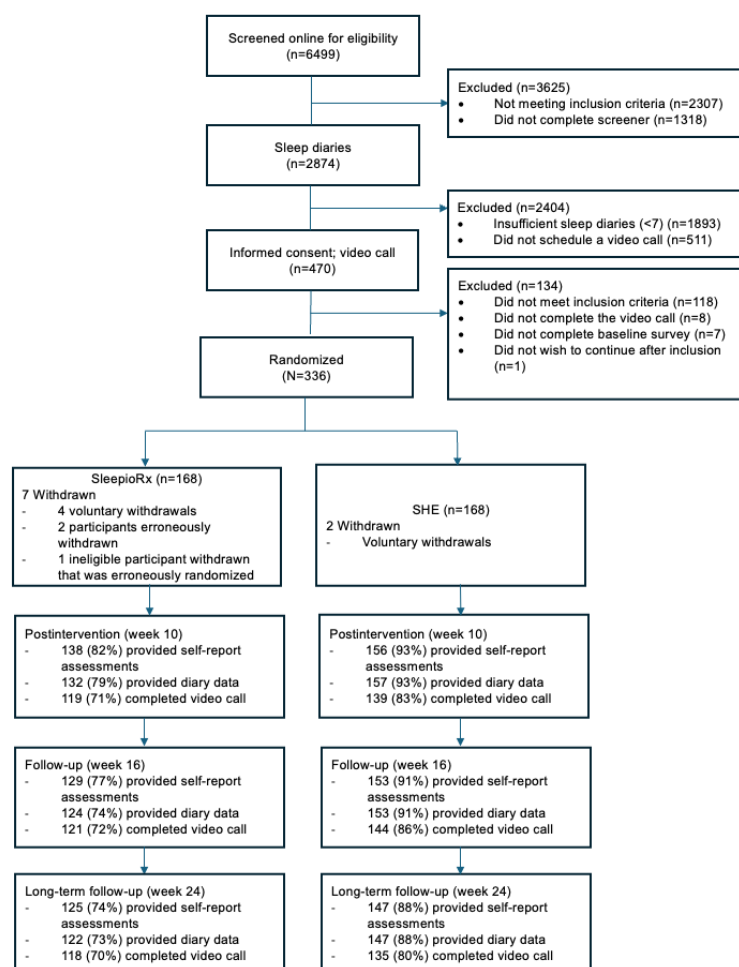 Screened online for eligibility
(n=6499)
Excluded (n=3625)
• Not meeting inclusion criteria (n=2307)
• Did not complete screener (n=1318)
Sleep diaries
(n=2874)
Excluded (n=2404)
• Insufficient sleep diaries (<7) (n=1893)
• Did not schedule a video call (n=511)
Informed consent; video call
(n=470)
Excluded (n=134)
• Did not meet inclusion criteria (n=118)
• Did not complete the video call (n=8)
• Did not complete baseline survey (n=7)
• Did not wish to continue after inclusion
(n=1)
Randomized
(N=336)
SleepioRx (n=168)
7 Withdrawn
- 4 voluntary withdrawals
- 2 participants erroneously
withdrawn
- 1 ineligible participant withdrawn
that was erroneously randomized
SHE (n=168)
2 Withdrawn
- Voluntary withdrawals
Postintervention (week 10)
- 138 (82%) provided self-report
assessments
- 132 (79%) provided diary data
- 119 (71%) completed video call
Postintervention (week 10)
- 156 (93%) provided self-report
assessments
- 157 (93%) provided diary data
- 139 (83%) completed video call
Follow-up (week 16)
- 129 (77%) provided self-report
assessments
- 124 (74%) provided diary data
- 121 (72%) completed video call
Follow-up (week 16)
- 153 (91%) provided self-report
assessments
- 153 (91%) provided diary data
- 144 (86%) completed video call
Long-term follow-up (week 24)
- 125 (74%) provided self-report
assessments
- 122 (73%) provided diary data
- 118 (70%) completed video call
Long-term follow-up (week 24)
- 147 (88%) provided self-report
assessments
- 147 (88%) provided diary data
- 135 (80%) completed video call